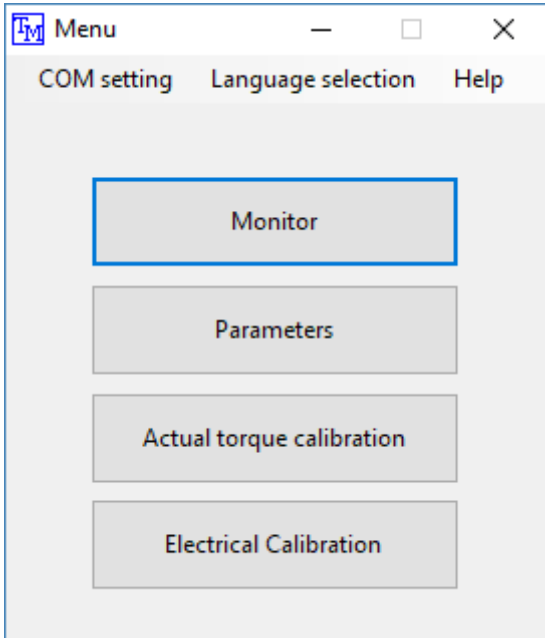 TM Menu
COM setting Language selection Help
Monitor
Parameters
Actual torque calibration
Electrical Calibration